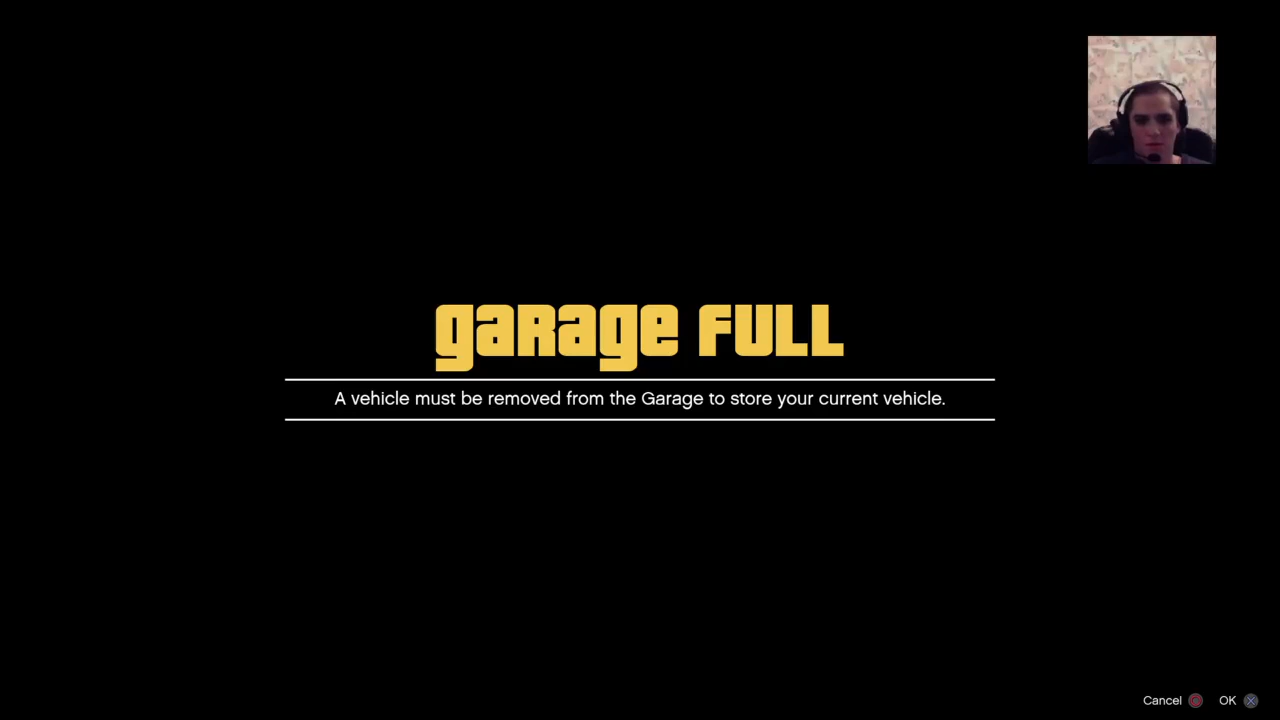 garage full
A vehicle must be removed from the Garage to store your current vehicle.
Cancel OK